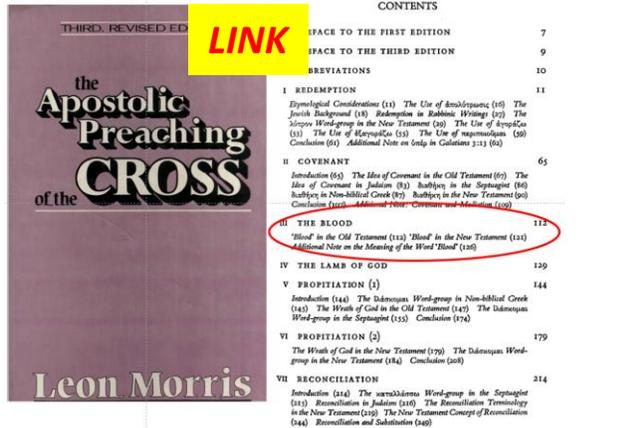 THIRD, REVISED ED
LINK
the
Apostolic
Preaching
of the CROSS
Leon Morris
CONTENTS
EFACE TO THE FIRST EDITION 7
EFACE TO THE THIRD EDITION 9
BREVIATIONS 10
I REDEMPTION 11
Etymological Considerations (11) The Use of ἀπολύτρωσις (16) The
Jewish Background (18) Redemption in Rabbinic Writings (27) The
λύτρον Word-group in the New Testament (29) The Use of ἀγοράζω
(53) The Use of ἐξαγοράζω (55) The Use of περιποιοῦμαι (59)
Conclusion (61) Additional Note on ὑπέρ in Galatians 3:13 (62)
II COVENANT 65
Introduction (65) The Idea of Covenant in the Old Testament (67) The
Idea of Covenant in Judaism (83) διαθήκη in the Septuagint (86)
διαθήκη in Non-biblical Greek (87) διαθήκη in the New Testament (90)
Conclusion Additional Note: Covenant and Mediation (109)
III THE BLOOD 112
'Blood' in the Old Testament (112) 'Blood' in the New Testament (121)
Additional Note on the Meaning of the Word 'Blood' (126)
IV THE LAMB OF GOD 129
V PROPITIATION (1) 144
Introduction (144) The ἱλάσκομαι Word-group in Non-biblical Greek
(145) The Wrath of God in the Old Testament (147) The ἱλάσκομαι
Word-group in the Septuagint (155) Conclusion (174)
VI PROPITIATION (2) 179
The Wrath of God in the New Testament (179) The ἱλάσκομαι Word-
group in the New Testament (184) Conclusion (208)
VII RECONCILIATION 214
Introduction (214) The καταλλάσσω Word-group in the Septuagint
(215) Reconciliation in Judaism (216) The Reconciliation Terminology
in the New Testament (219) The New Testament Concept of Reconciliation
(244) Reconciliation and Substitution (249)